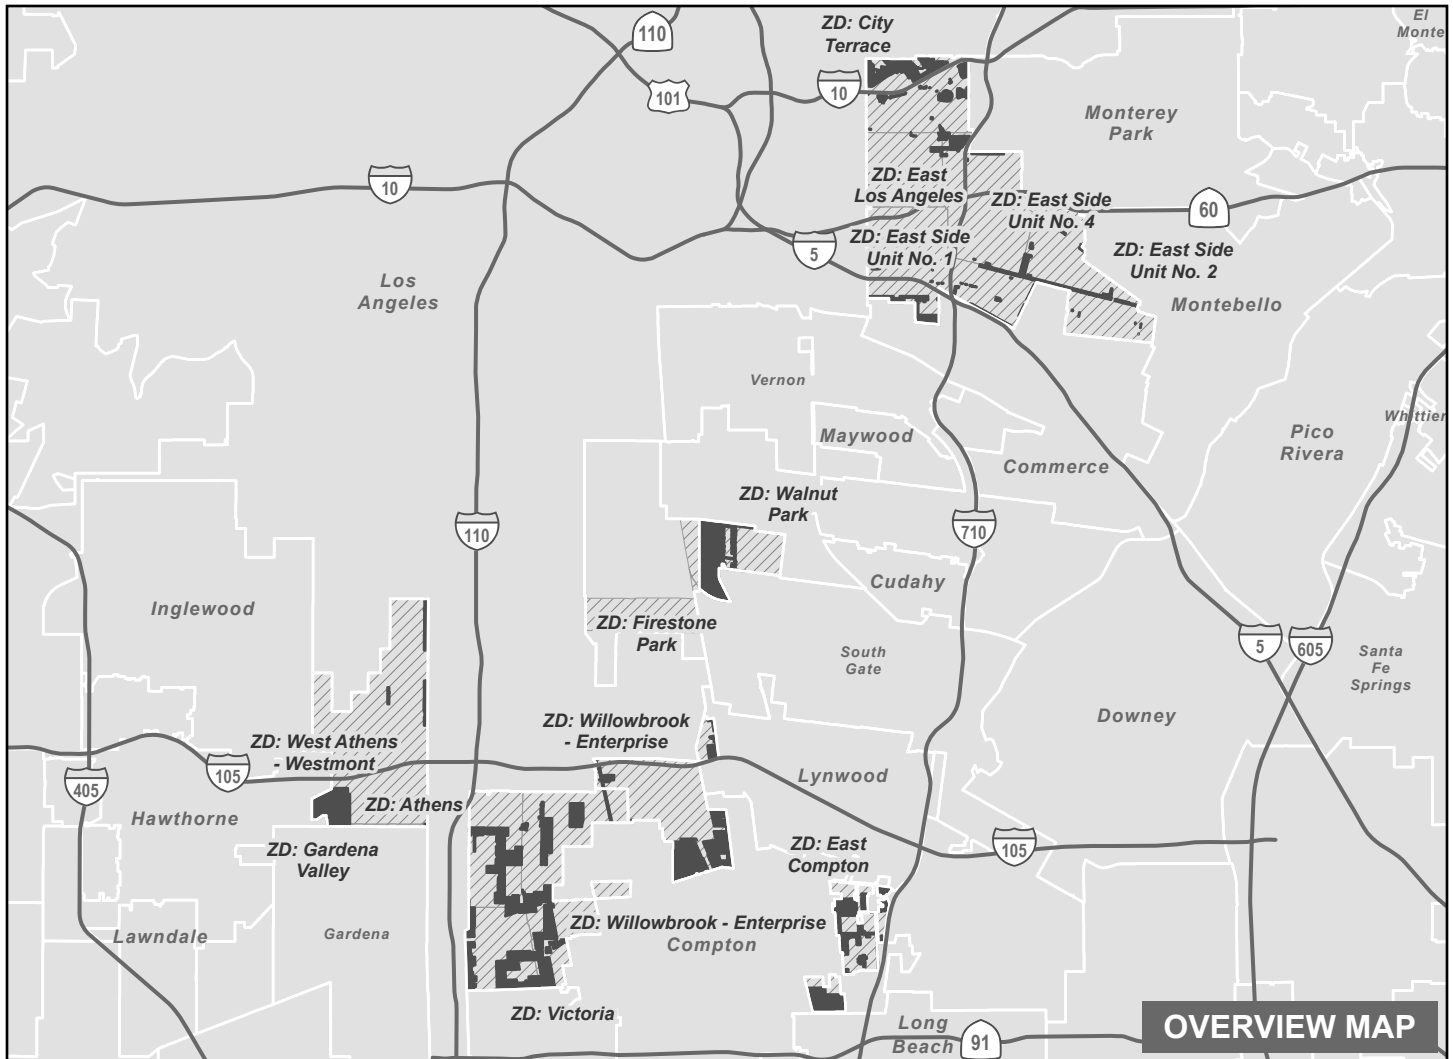 El
Monte
110
ZD: City
Terrace
101
10
Monterey
Park
10
ZD: East
Los Angeles
ZD: East Side
Unit No. 4
60
5
ZD: East Side
Unit No. 1
ZD: East Side
Unit No. 2
Los
Angeles
Montebello
Vernon
Maywood
Whittier
Pico
Rivera
Commerce
ZD: Walnut
Park
110
710
Cudahy
Inglewood
ZD: Firestone
Park
South
Gate
5
605
Santa
Fe
Springs
Downey
ZD: Willowbrook
- Enterprise
ZD: West Athens
- Westmont
105
405
Lynwood
Hawthorne
ZD: Athens
ZD: Gardena
Valley
ZD: East
Compton
105
Lawndale
Gardena
ZD: Willowbrook - Enterprise
Compton
ZD: Victoria
Long
Beach
91
OVERVIEW MAP